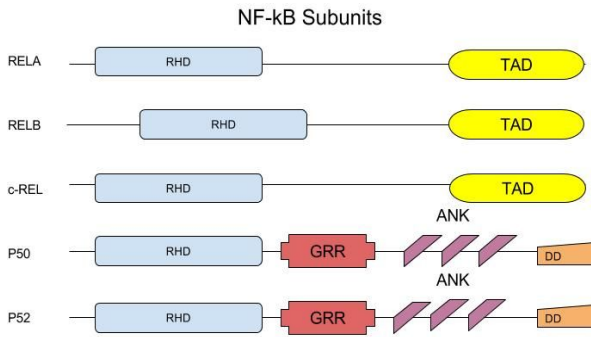 NF-kB Subunits
RELA RHD TAD
RELB RHD TAD
c-REL RHD TAD
ANK
P50 RHD GRR DD
ANK
P52 RHD GRR DD